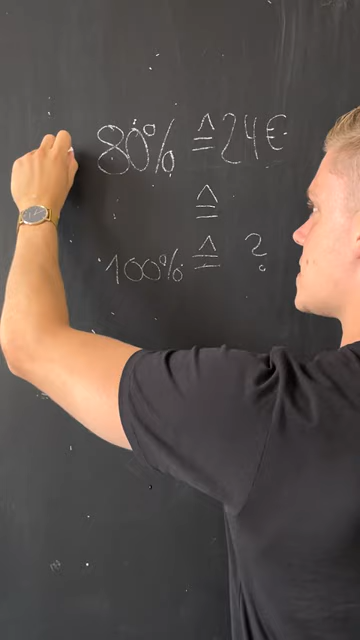 80% ≙ 24€
≙
100% ≙ ?